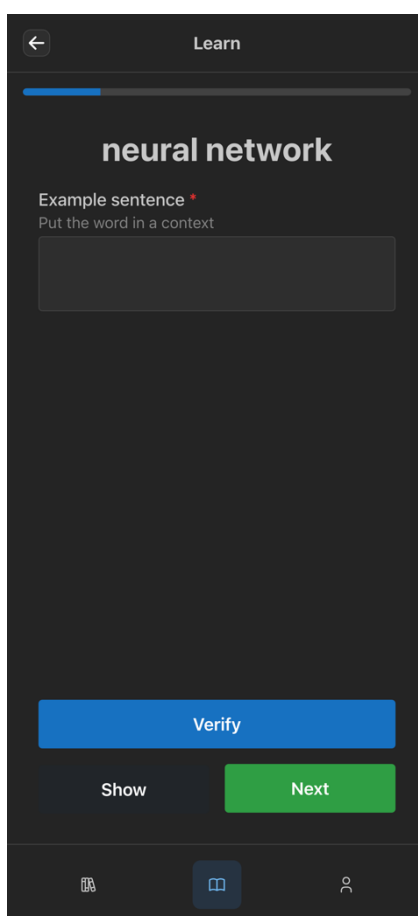 Learn
neural network
Example sentence *
Put the word in a context
Verify
Show
Next